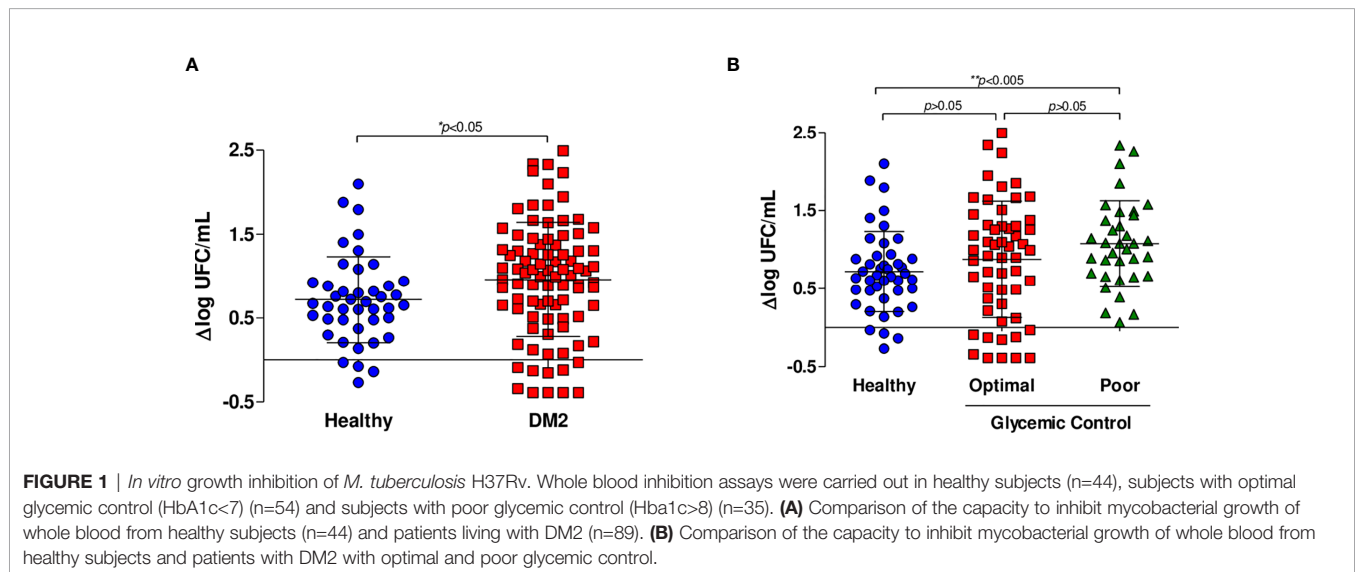 A
B
*p<0.05
**p<0.005
p>0.05
p>0.05
Δlog UFC/mL
2.5
1.5
0.5
-0.5
Healthy
DM2
Δlog UFC/mL
2.5
1.5
0.5
-0.5
Healthy
Optimal
Poor
Glycemic Control
FIGURE 1 | In vitro growth inhibition of M. tuberculosis H37Rv. Whole blood inhibition assays were carried out in healthy subjects (n=44), subjects with optimal
glycemic control (HbA1c<7) (n=54) and subjects with poor glycemic control (Hba1c>8) (n=35). (A) Comparison of the capacity to inhibit mycobacterial growth of
whole blood from healthy subjects (n=44) and patients living with DM2 (n=89). (B) Comparison of the capacity to inhibit mycobacterial growth of whole blood from
healthy subjects and patients with DM2 with optimal and poor glycemic control.